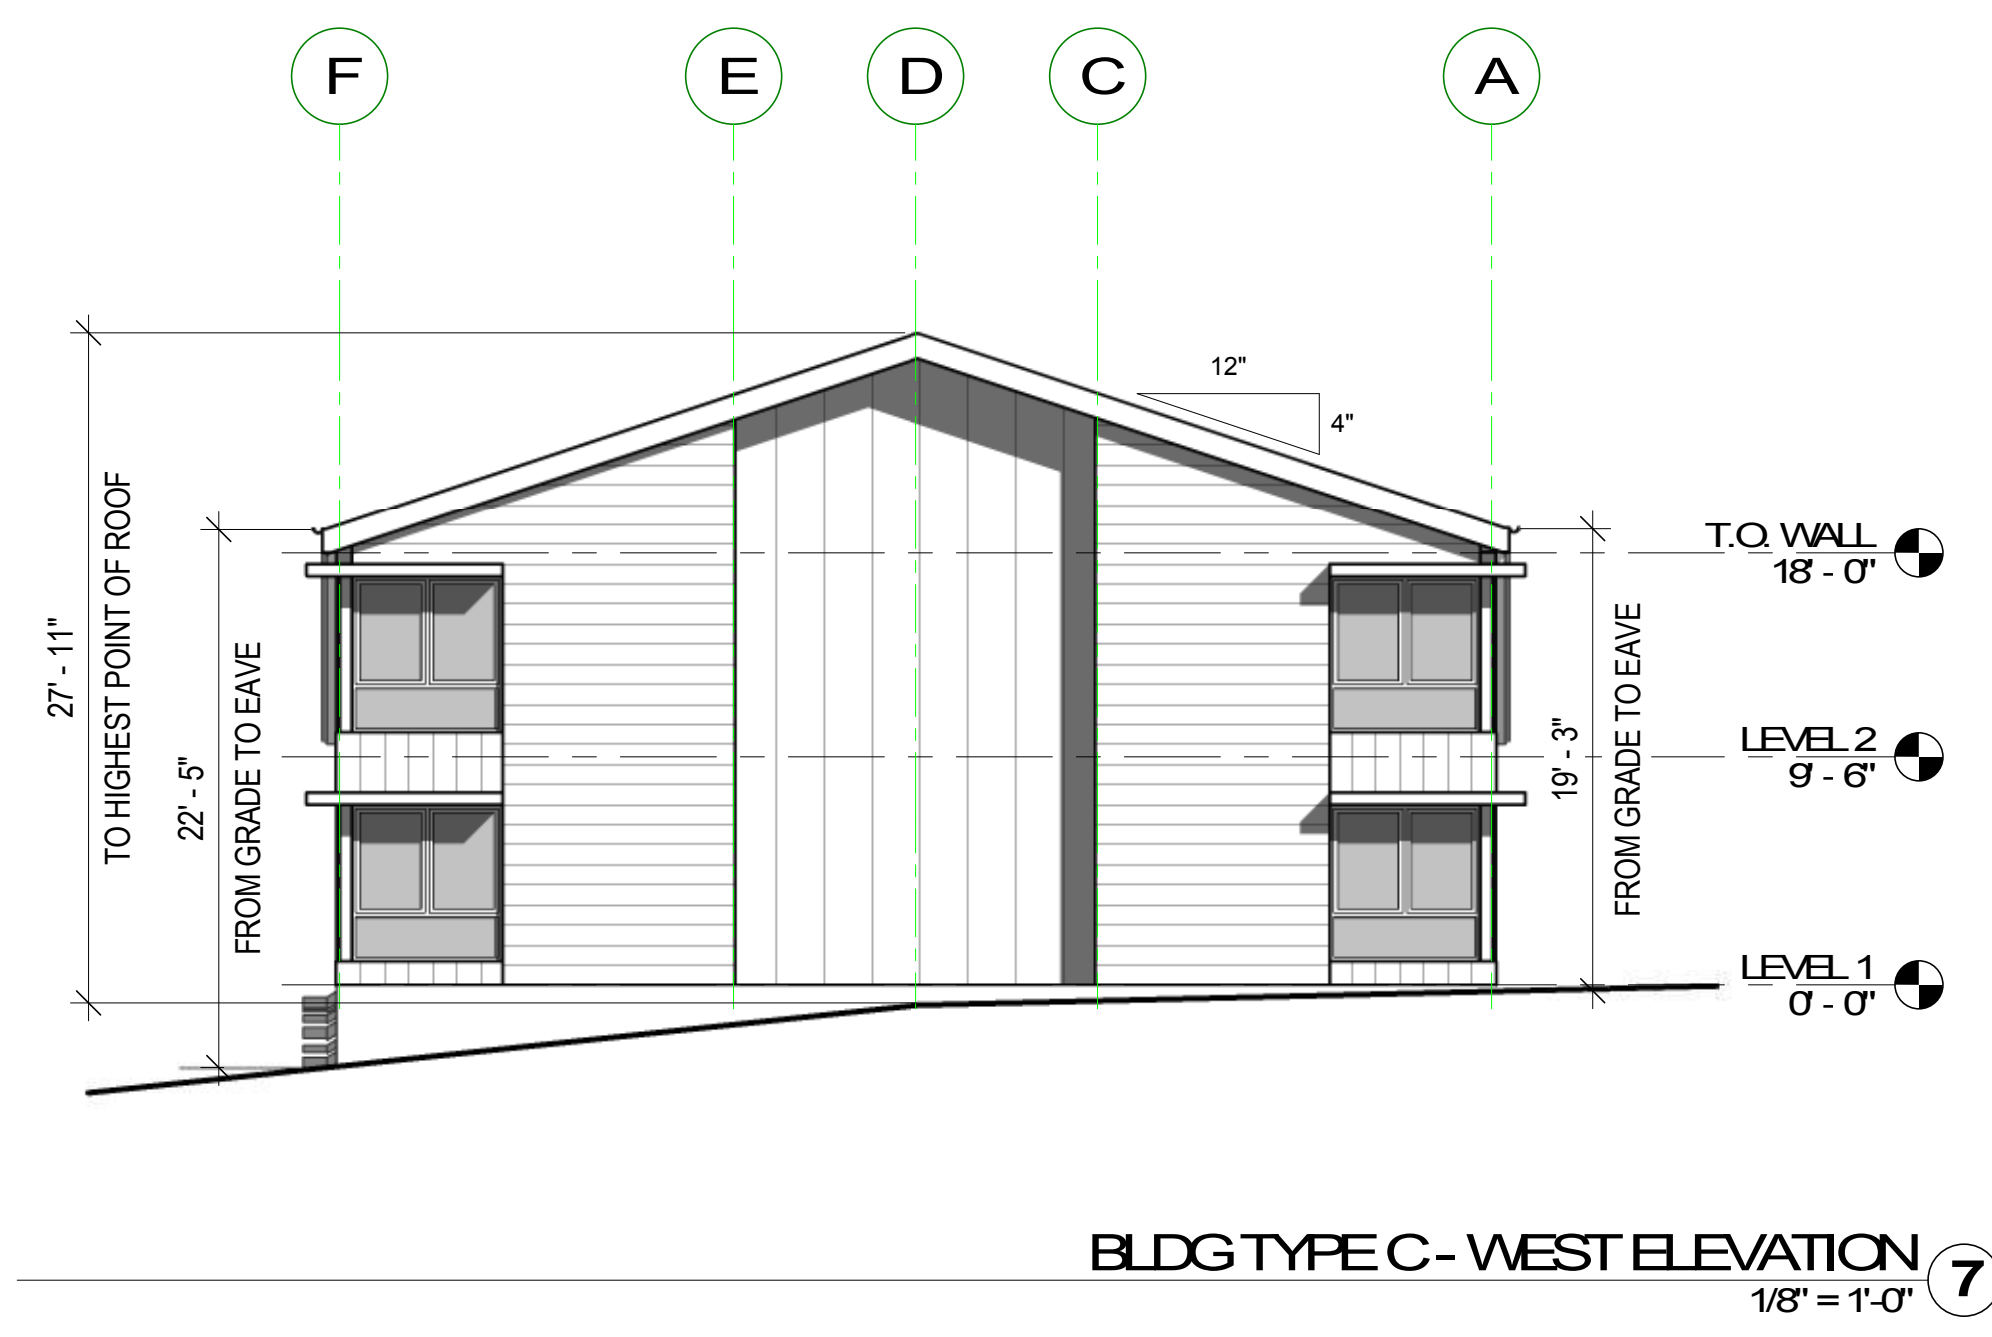 F
E
D
C
A
12"
4"
27' - 11"
TO HIGHEST POINT OF ROOF
22' - 5"
FROM GRADE TO EAVE
19' - 3"
FROM GRADE TO EAVE
T.O. WALL
18' - 0"
LEVEL 2
9' - 6"
LEVEL 1
0' - 0"
BLDG TYPE C - WEST ELEVATION
1/8" = 1'-0"
7